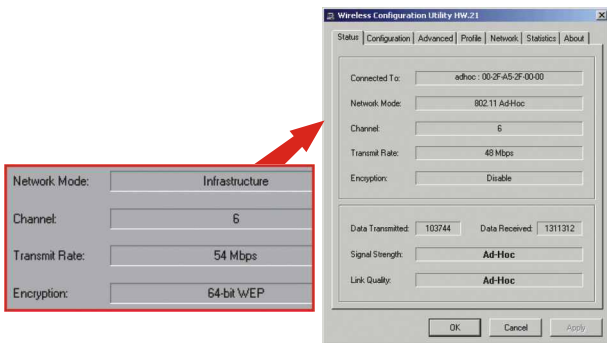 Wireless Configuration Utility HW.21
Status Configuration Advanced Profile Network Statistics About
Connected To: adhoc : 00-2F-A5-2F-00-00
Network Mode: 802.11 Ad-Hoc
Channel: 6
Transmit Rate: 48 Mbps
Encryption: Disable
Data Transmitted: 103744 Data Received: 1311312
Signal Strength: Ad-Hoc
Link Quality: Ad-Hoc
OK Cancel Apply
Network Mode: Infrastructure
Channel: 6
Transmit Rate: 54 Mbps
Encryption: 64-bit WEP